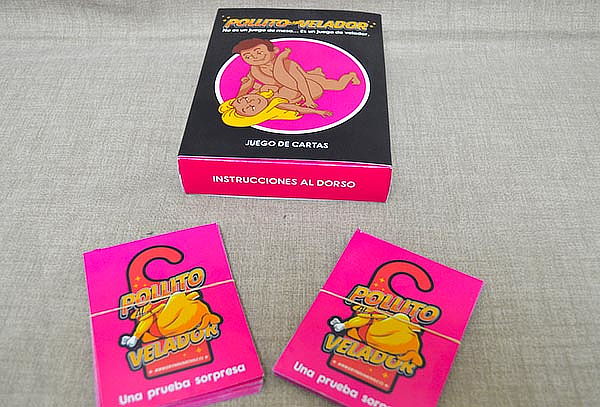 POLLITO AL VELADOR
No es un juego de mesa... Es un juego de velador.
JUEGO DE CARTAS
INSTRUCCIONES AL DORSO
POLLITO
VELADOR
Una prueba sorpresa
POLLITO
VELADOR
Una prueba sorpresa